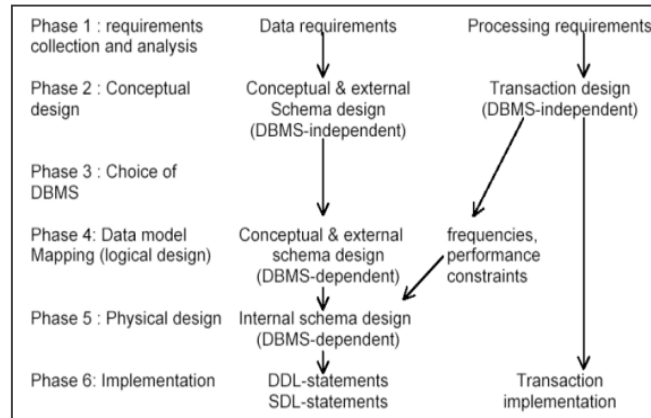 Phase 1 : requirements collection and analysis
Data requirements
Processing requirements
Phase 2 : Conceptual design
Conceptual & external
Schema design
(DBMS-independent)
Transaction design
(DBMS-independent)
Phase 3 : Choice of
DBMS
Phase 4: Data model
Mapping (logical design)
Conceptual & external
schema design
(DBMS-dependent)
frequencies,
performance
constraints
Phase 5 : Physical design
Internal schema design
(DBMS-dependent)
Phase 6: Implementation
DDL-statements
SDL-statements
Transaction
implementation